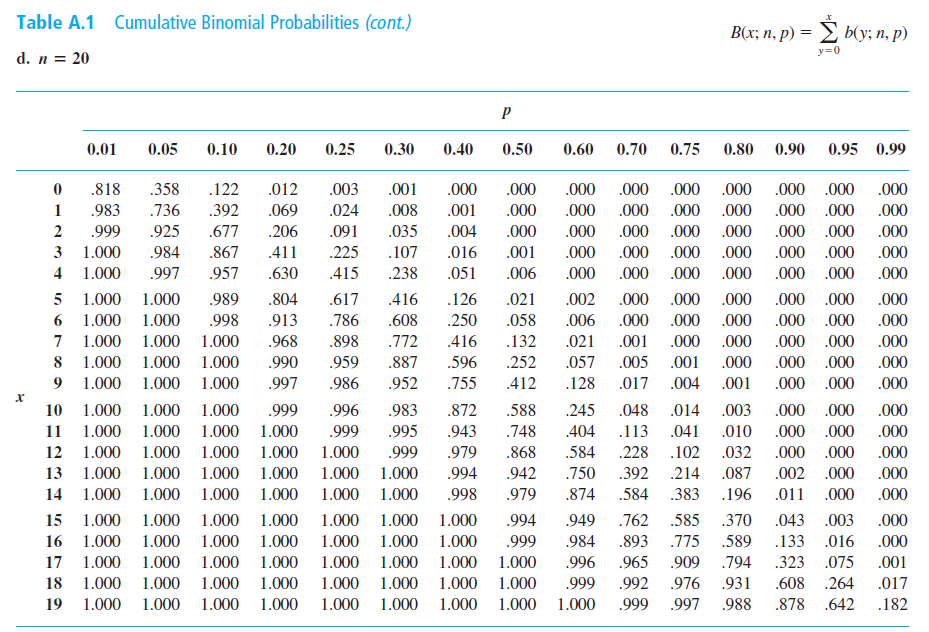 Table A.1 Cumulative Binomial Probabilities (cont.)
B(x; n, p) = x ∑ y=0 b(y; n, p)
d. n = 20
p
0.01 0.05 0.10 0.20 0.25 0.30 0.40 0.50 0.60 0.70 0.75 0.80 0.90 0.95 0.99
0 .818 .358 .122 .012 .003 .001 .000 .000 .000 .000 .000 .000 .000 .000 .000
1 .983 .736 .392 .069 .024 .008 .001 .000 .000 .000 .000 .000 .000 .000 .000
2 .999 .925 .677 .206 .091 .035 .004 .000 .000 .000 .000 .000 .000 .000 .000
3 1.000 .984 .867 .411 .225 .107 .016 .001 .000 .000 .000 .000 .000 .000 .000
4 1.000 .997 .957 .630 .415 .238 .051 .006 .000 .000 .000 .000 .000 .000 .000
5 1.000 1.000 .989 .804 .617 .416 .126 .021 .002 .000 .000 .000 .000 .000 .000
6 1.000 1.000 .998 .913 .786 .608 .250 .058 .006 .000 .000 .000 .000 .000 .000
7 1.000 1.000 1.000 .968 .898 .772 .416 .132 .021 .001 .000 .000 .000 .000 .000
8 1.000 1.000 1.000 .990 .959 .887 .596 .252 .057 .005 .001 .000 .000 .000 .000
9 1.000 1.000 1.000 .997 .986 .952 .755 .412 .128 .017 .004 .001 .000 .000 .000
x
10 1.000 1.000 1.000 .999 .996 .983 .872 .588 .245 .048 .014 .003 .000 .000 .000
11 1.000 1.000 1.000 1.000 .999 .995 .943 .748 .404 .113 .041 .010 .000 .000 .000
12 1.000 1.000 1.000 1.000 1.000 .999 .979 .868 .584 .228 .102 .032 .000 .000 .000
13 1.000 1.000 1.000 1.000 1.000 1.000 .994 .942 .750 .392 .214 .087 .002 .000 .000
14 1.000 1.000 1.000 1.000 1.000 1.000 .998 .979 .874 .584 .383 .196 .011 .000 .000
15 1.000 1.000 1.000 1.000 1.000 1.000 1.000 .994 .949 .762 .585 .370 .043 .003 .000
16 1.000 1.000 1.000 1.000 1.000 1.000 1.000 .999 .984 .893 .775 .589 .133 .016 .000
17 1.000 1.000 1.000 1.000 1.000 1.000 1.000 1.000 .996 .965 .909 .794 .323 .075 .001
18 1.000 1.000 1.000 1.000 1.000 1.000 1.000 1.000 .999 .992 .976 .931 .608 .264 .017
19 1.000 1.000 1.000 1.000 1.000 1.000 1.000 1.000 1.000 .999 .997 .988 .878 .642 .182